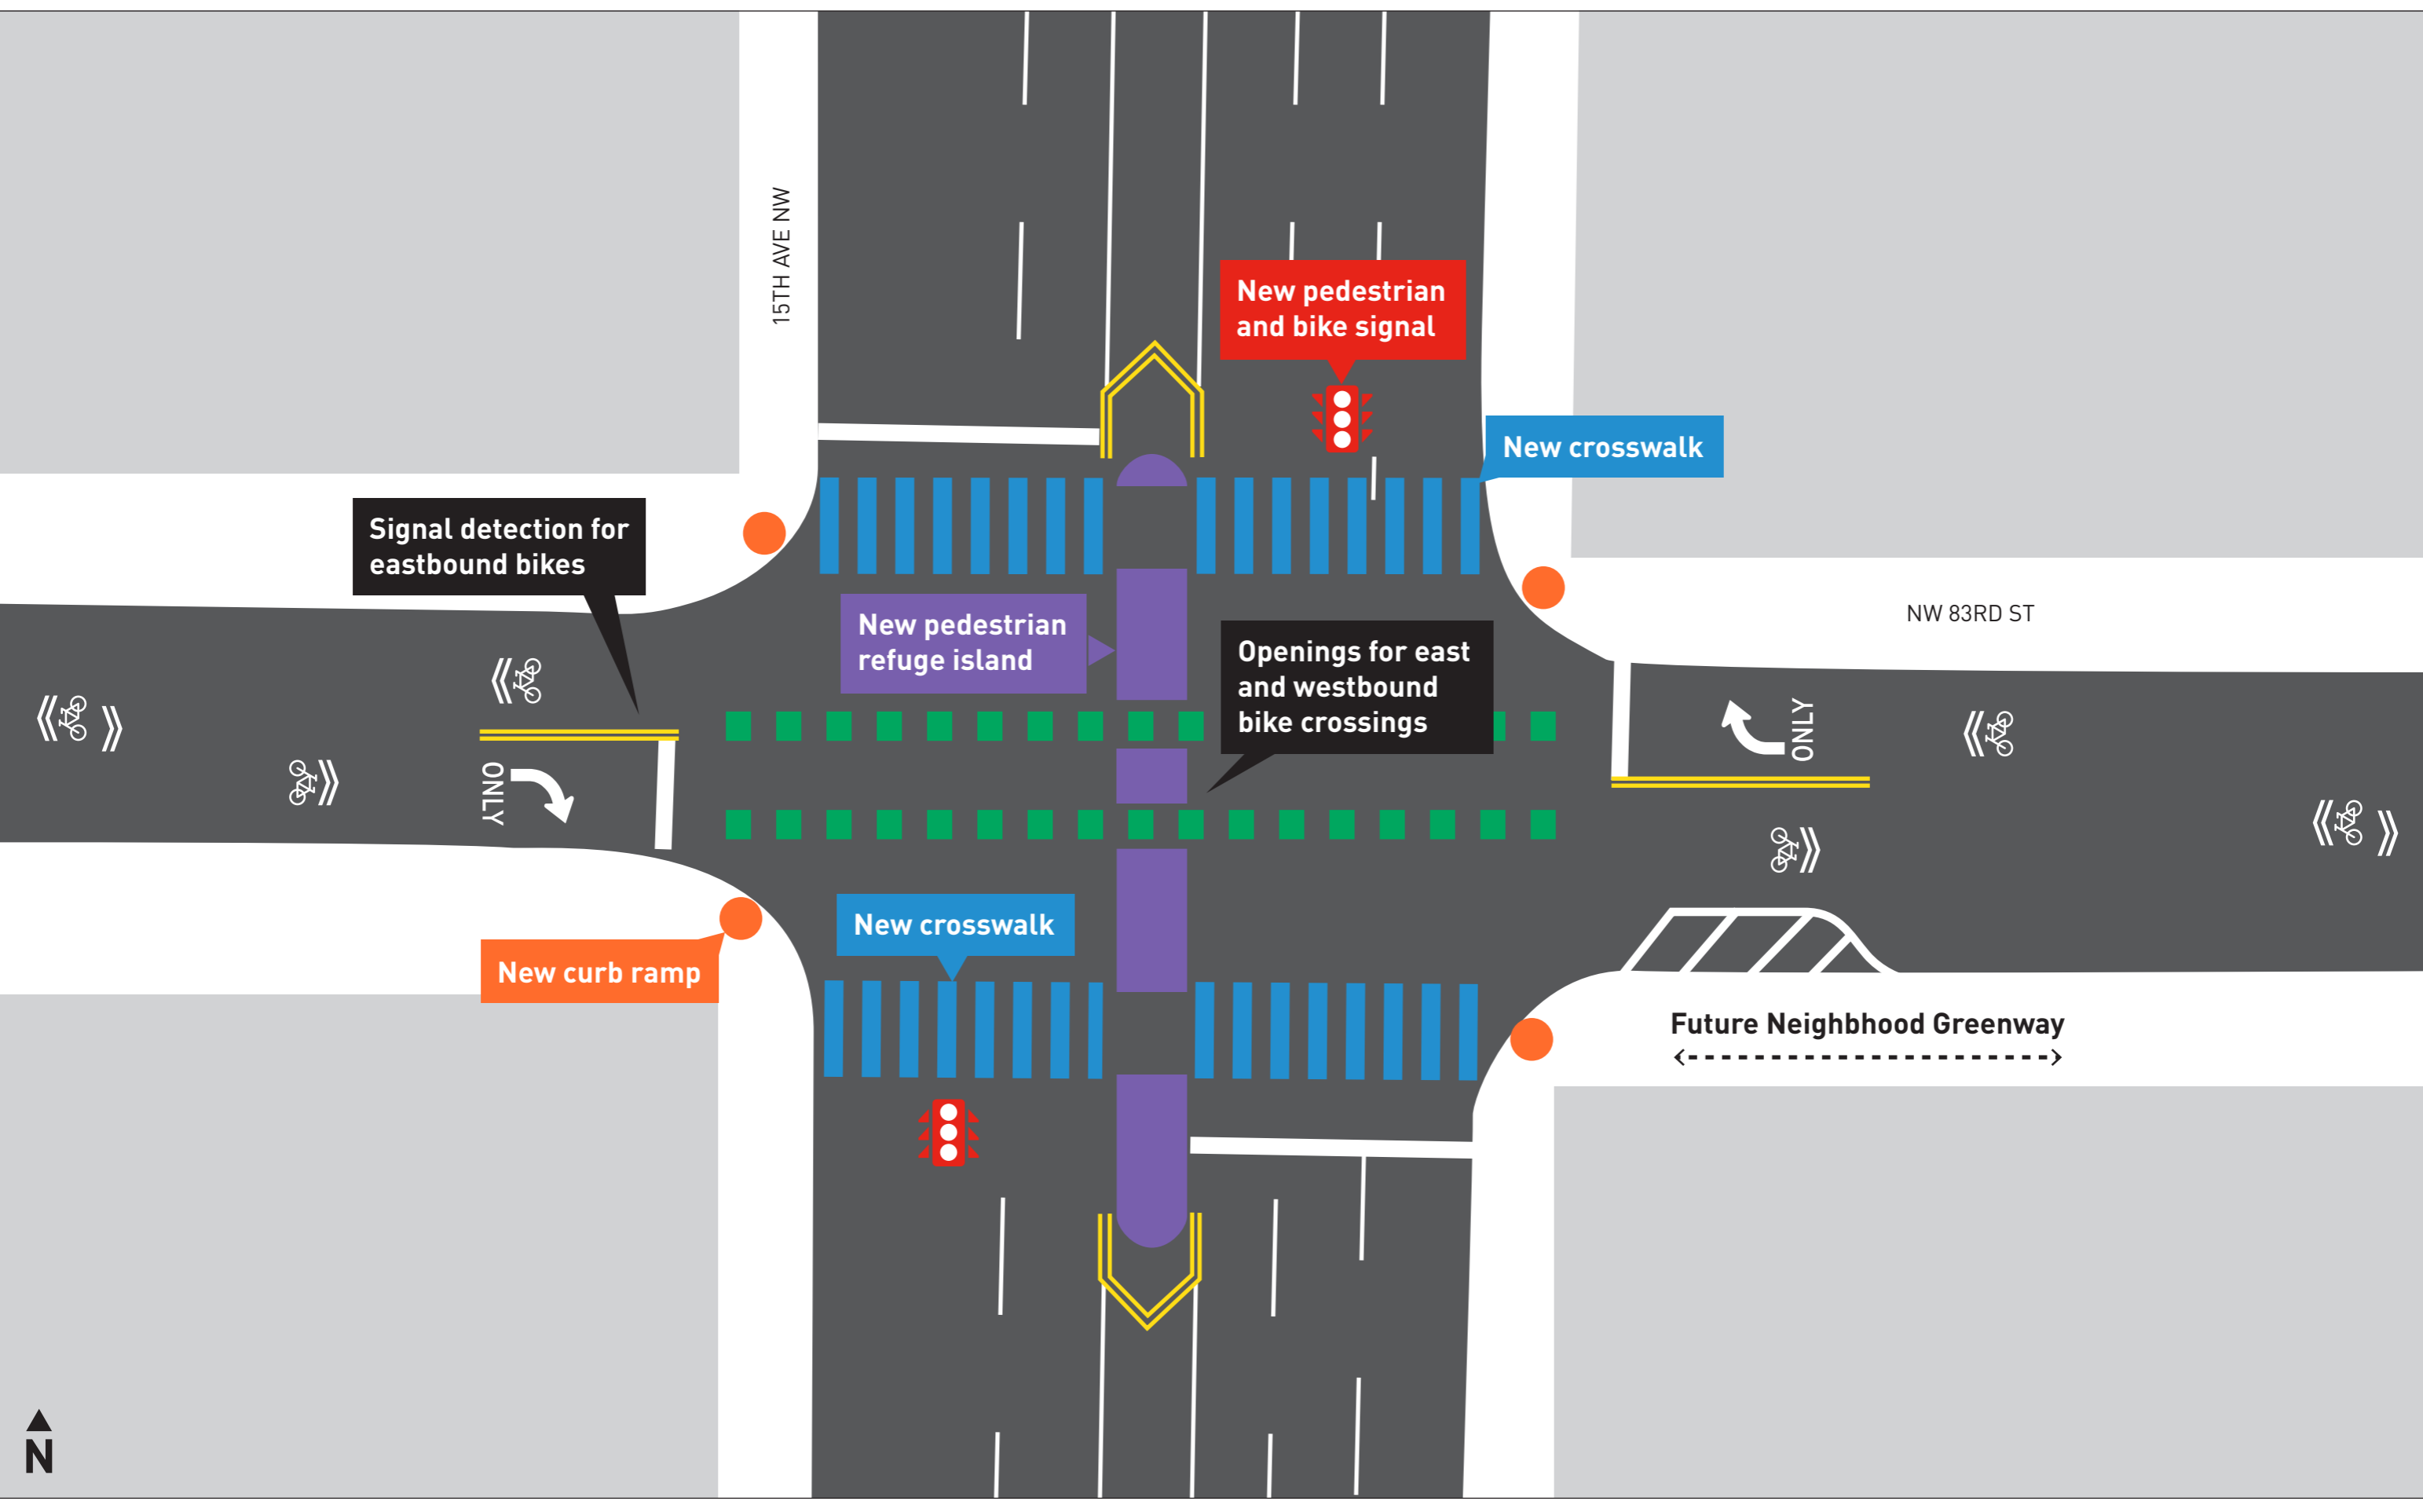 15TH AVE NW
New pedestrian
and bike signal
New crosswalk
Signal detection for
eastbound bikes
NW 83RD ST
New pedestrian
refuge island
Openings for east
and westbound
bike crossings
ONLY
ONLY
New crosswalk
New curb ramp
Future Neighbhood Greenway
N